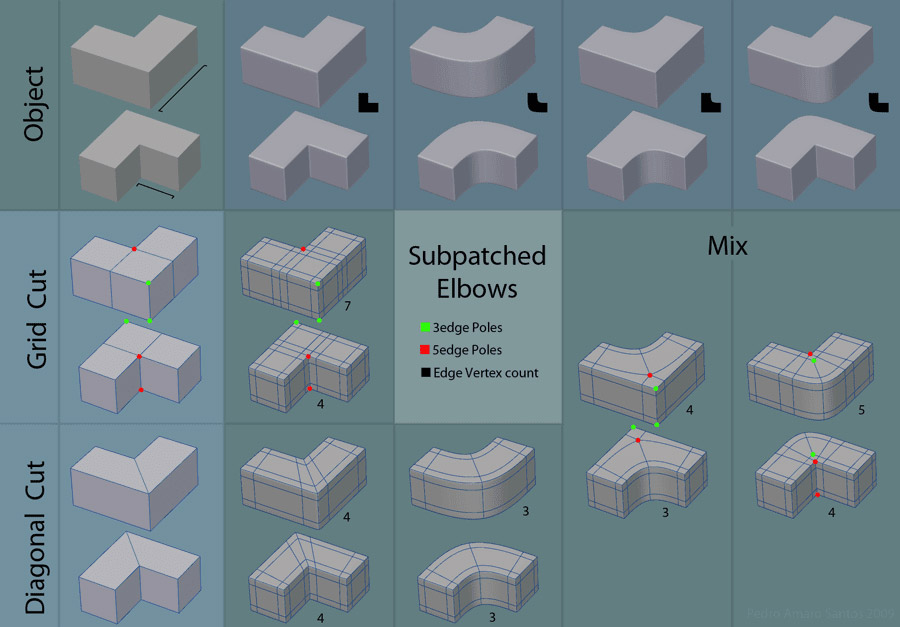 Object
Grid Cut
Subpatched
Elbows
3edge Poles
5edge Poles
Edge Vertex count
Mix
7
4
4
5
3
4
Diagonal Cut
4
3
4
3
Pedro Amaro Santos 2009